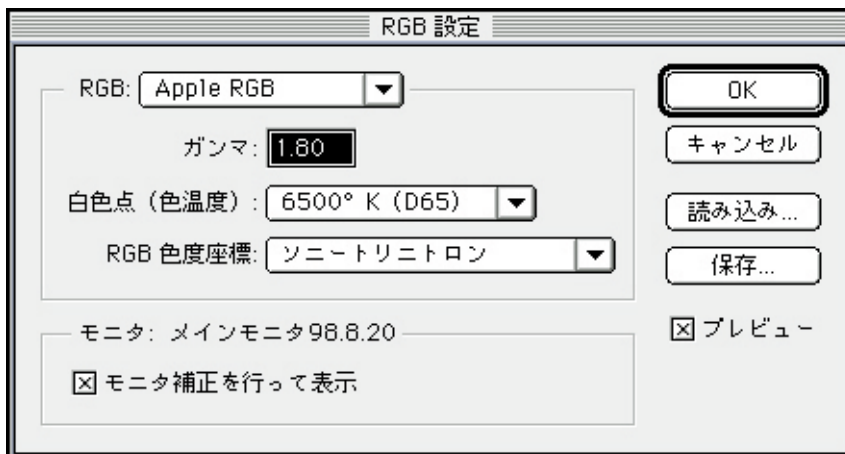 RGB 設定
RGB: Apple RGB
ガンマ: 1.80
白色点（色温度）: 6500° K (D65)
RGB 色度座標: ソニートリニトロン
モニタ: メインモニタ98.8.20
モニタ補正を行って表示
OK
キャンセル
読み込み...
保存...
プレビュー